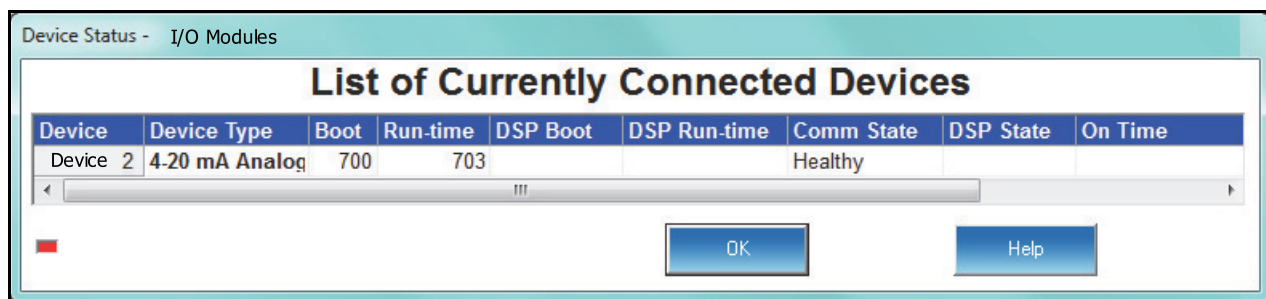 Device Status - I/O Modules
List of Currently Connected Devices
Device Device Type Boot Run-time DSP Boot DSP Run-time Comm State DSP State On Time
Device 2 4-20 mA Analog 700 703 Healthy
OK Help